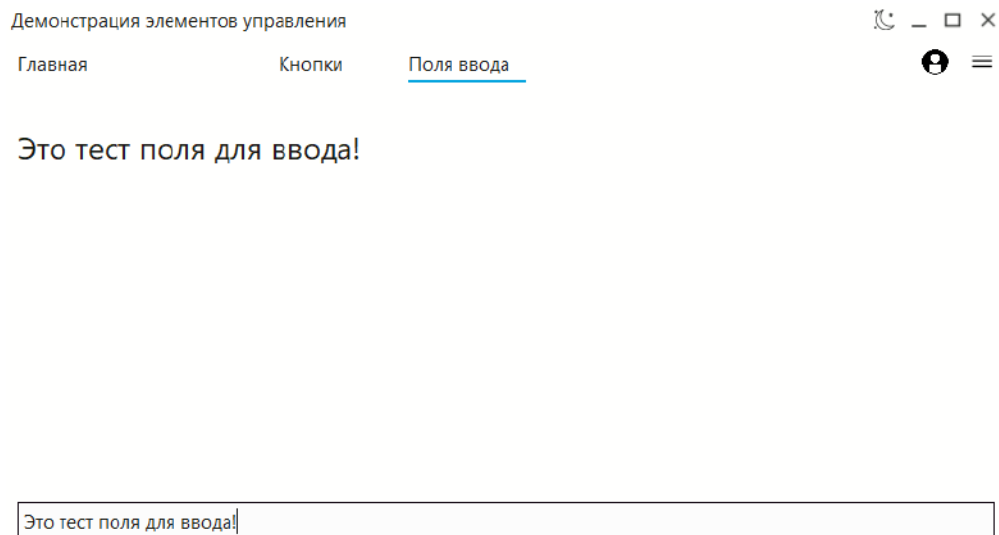 Демонстрация элементов управления
Главная Кнопки Поля ввода
Это тест поля для ввода!
Это тест поля для ввода!